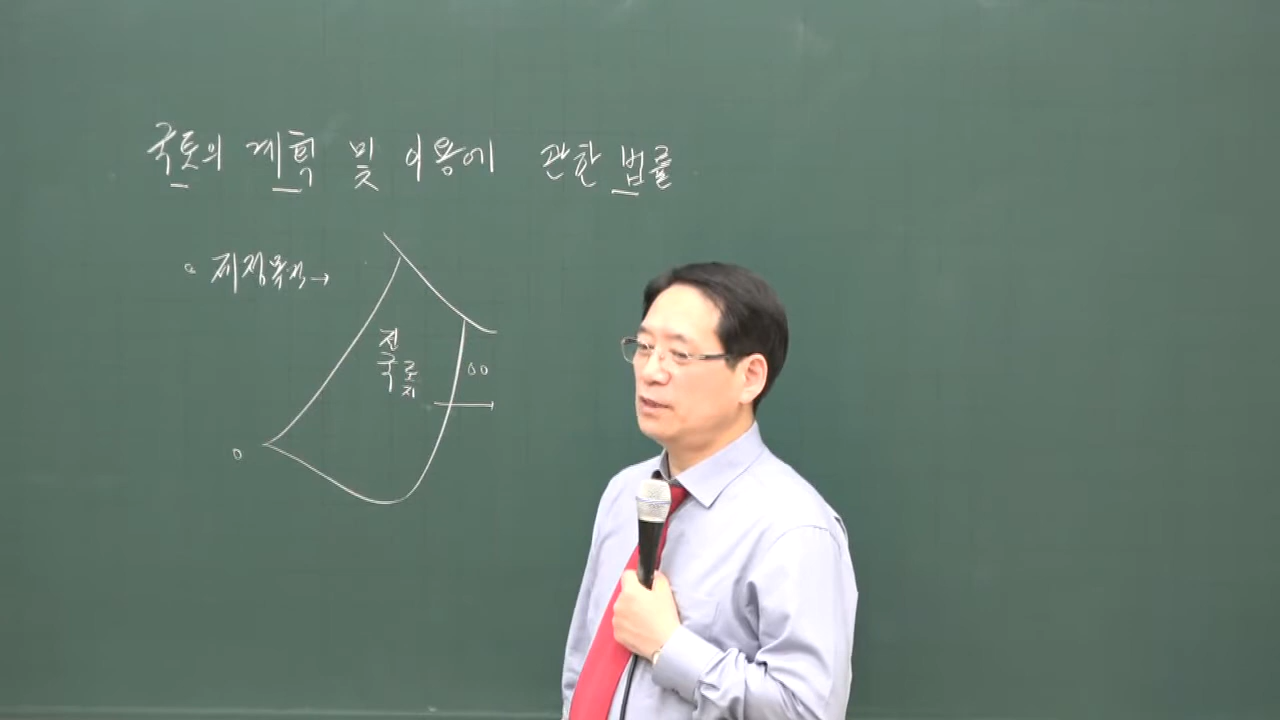 국토의 계획 및 이용에 관한 법률
제정목적→
전국
토지